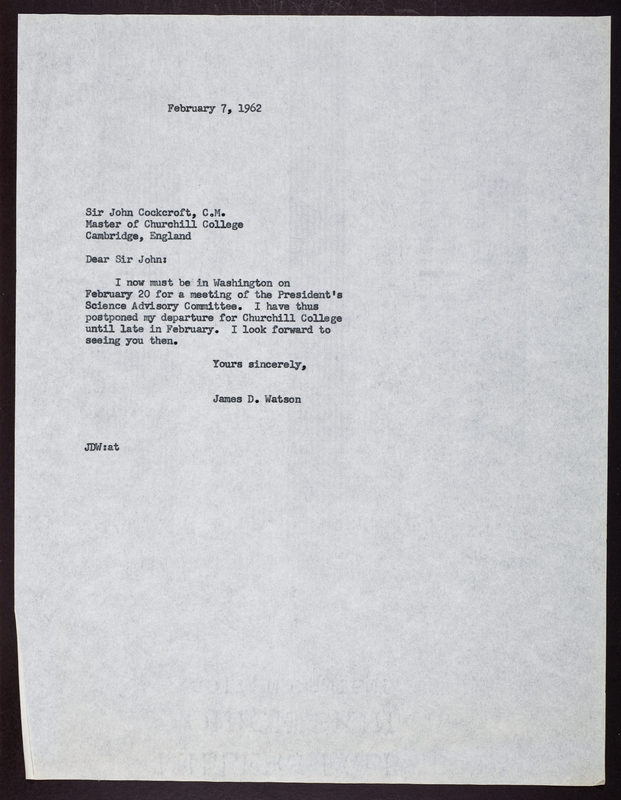 February 7, 1962
Sir John Cockcroft, C.M.
Master of Churchill College
Cambridge, England
Dear Sir John:
I now must be in Washington on
February 20 for a meeting of the President's
Science Advisory Committee. I have thus
postponed my departure for Churchill College
until late in February. I look forward to
seeing you then.
Yours sincerely,
James D. Watson
JDW:at